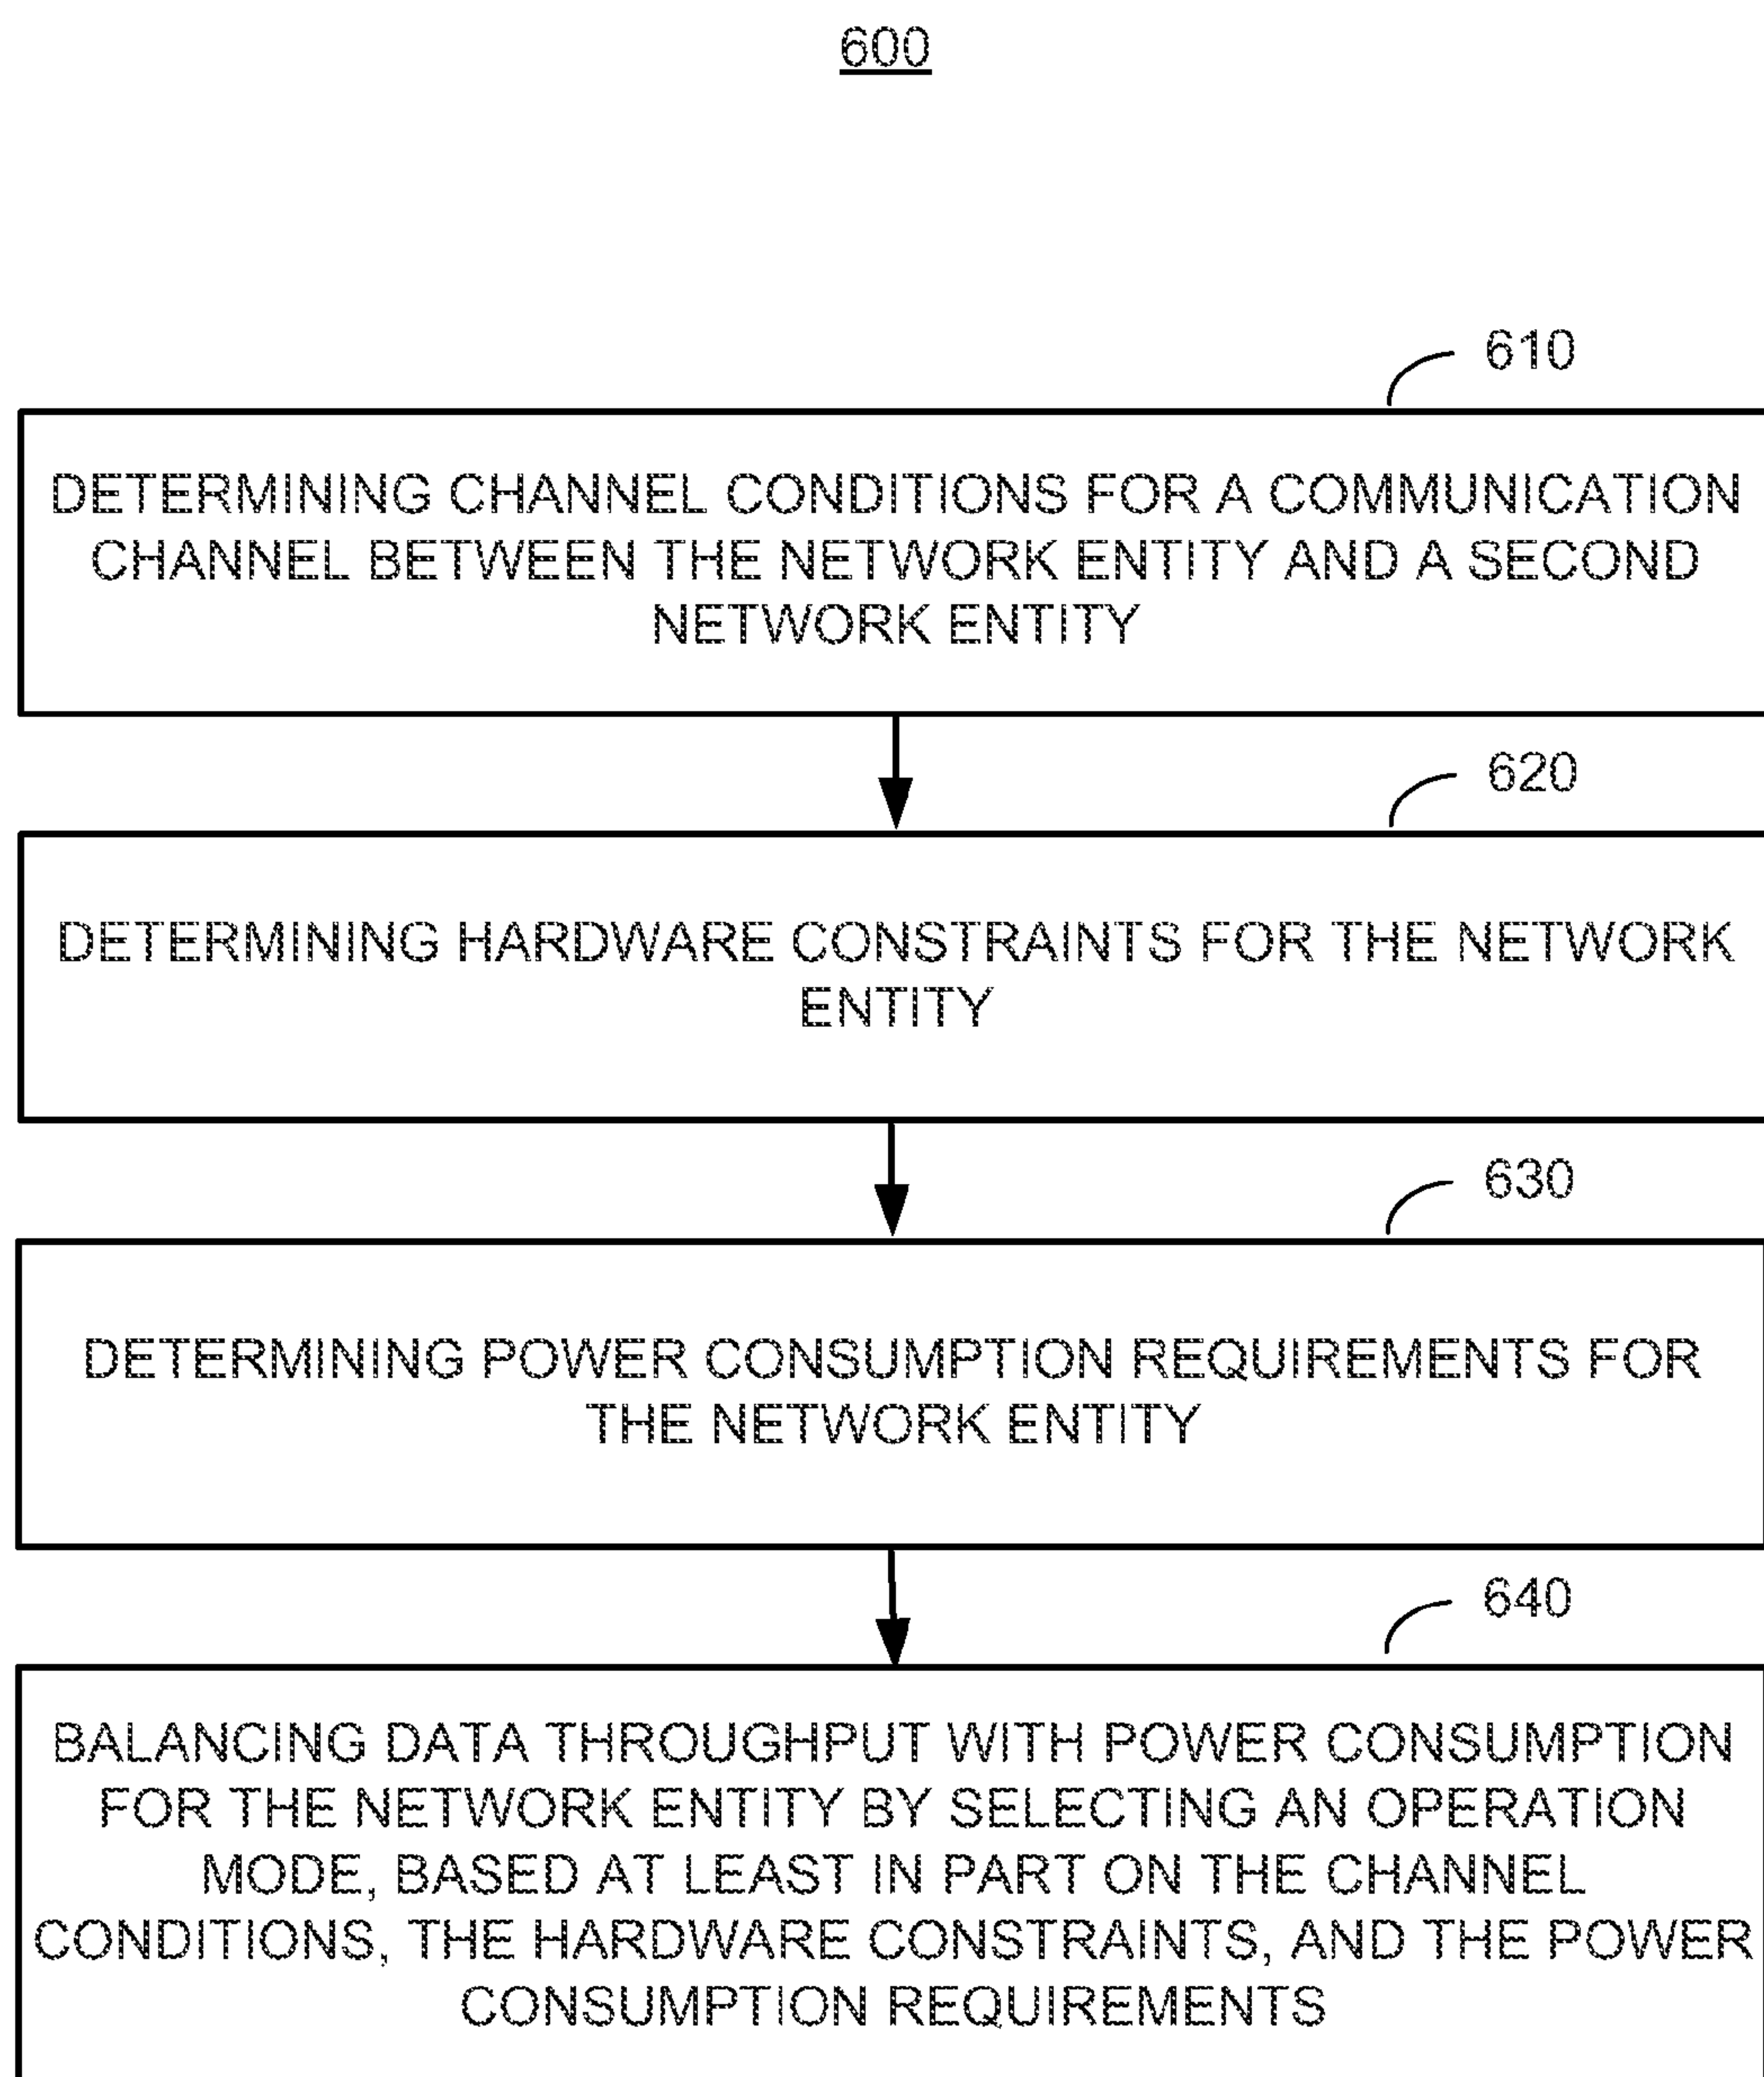 600
610
DETERMINING CHANNEL CONDITIONS FOR A COMMUNICATION
CHANNEL BETWEEN THE NETWORK ENTITY AND A SECOND
NETWORK ENTITY
620
DETERMINING HARDWARE CONSTRAINTS FOR THE NETWORK
ENTITY
630
DETERMINING POWER CONSUMPTION REQUIREMENTS FOR
THE NETWORK ENTITY
640
BALANCING DATA THROUGHPUT WITH POWER CONSUMPTION
FOR THE NETWORK ENTITY BY SELECTING AN OPERATION
MODE, BASED AT LEAST IN PART ON THE CHANNEL
CONDITIONS, THE HARDWARE CONSTRAINTS, AND THE POWER
CONSUMPTION REQUIREMENTS